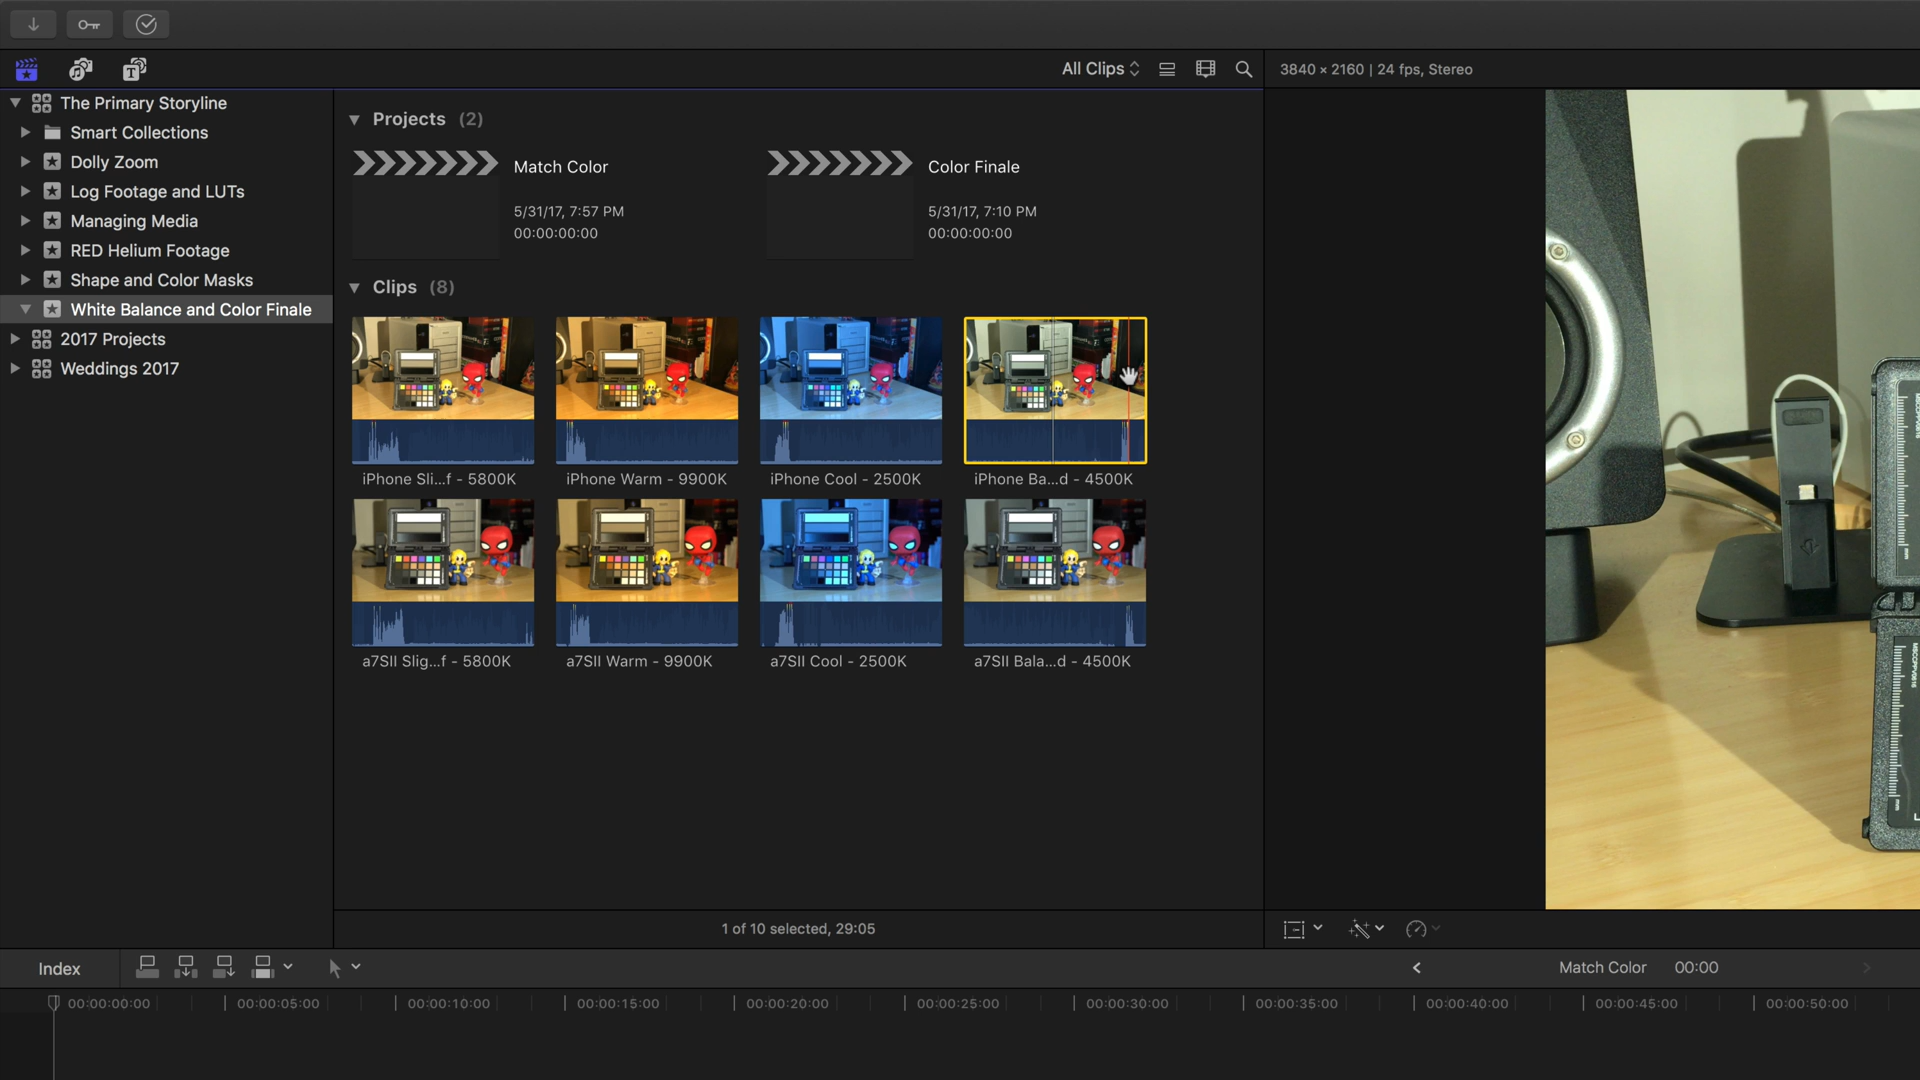 All Clips
3840 × 2160 | 24 fps, Stereo
The Primary Storyline
Smart Collections
Dolly Zoom
Log Footage and LUTs
Managing Media
RED Helium Footage
Shape and Color Masks
White Balance and Color Finale
2017 Projects
Weddings 2017
Projects (2)
Match Color
5/31/17, 7:57 PM
00:00:00:00
Color Finale
5/31/17, 7:10 PM
00:00:00:00
Clips (8)
iPhone Sli...f - 5800K
iPhone Warm - 9900K
iPhone Cool - 2500K
iPhone Ba...d - 4500K
a7SII Slig...f - 5800K
a7SII Warm - 9900K
a7SII Cool - 2500K
a7SII Bala...d - 4500K
1 of 10 selected, 29:05
Index
Match Color 00:00
00:00:00:00 00:00:05:00 00:00:10:00 00:00:15:00 00:00:20:00 00:00:25:00 00:00:30:00 00:00:35:00 00:00:40:00 00:00:45:00 00:00:50:00